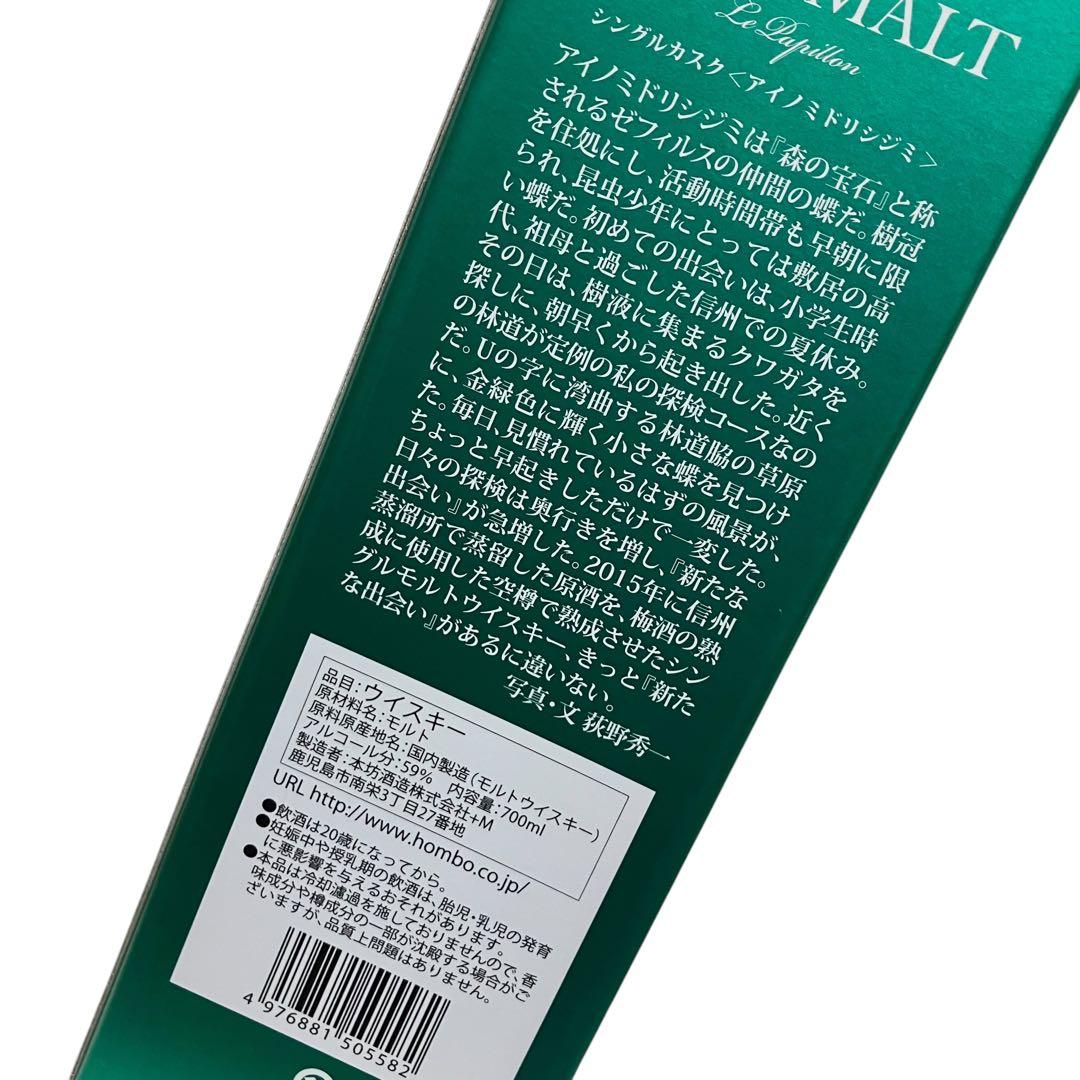 MALT
Le Papillon
シングルカスク＜アイノミドリシジミ＞
アイノミドリシジミは『森の宝石』と称
されるゼフィルスの仲間の蝶だ。樹冠
を住処にし、活動時間帯も早朝に限
られ、昆虫少年にとっては敷居の高
い蝶だ。初めての出会いは、小学生時
代、祖母と過ごした信州での夏休み。
その日は、樹液に集まるクワガタを
探しに、朝早くから起き出した。近く
の林道が定例の私の探検コースなの
だ。Uの字に湾曲する林道脇の草原
に、金緑色に輝く小さな蝶を見つけ
た。毎日、見慣れているはずの風景が、
ちょっと早起きしただけで一変した。
日々の探検は奥行きを増し、『新たな
出会い』が急増した。2015年に信州
蒸溜所で蒸留した原酒を、梅酒の熟
成に使用した空樽で熟成させたシン
グルモルトウイスキー、きっと『新た
な出会い』があるに違いない。
写真・文 荻野秀一
品目：ウイスキー
原材料名：モルト
原料原産地名：国内製造（モルトウイスキー）
アルコール分：59%　内容量：700ml
製造者：本坊酒造株式会社+M
鹿児島市南栄3丁目27番地
URL http://www.hombo.co.jp/
●飲酒は20歳になってから。
●妊娠中や授乳期の飲酒は、胎児・乳児の発育
に悪影響を与えるおそれがあります。
●本品は冷却濾過を施しておりませんので、香
味成分や樽成分の一部が沈殿する場合がご
ざいますが、品質上問題はありません。
4 976881 505582